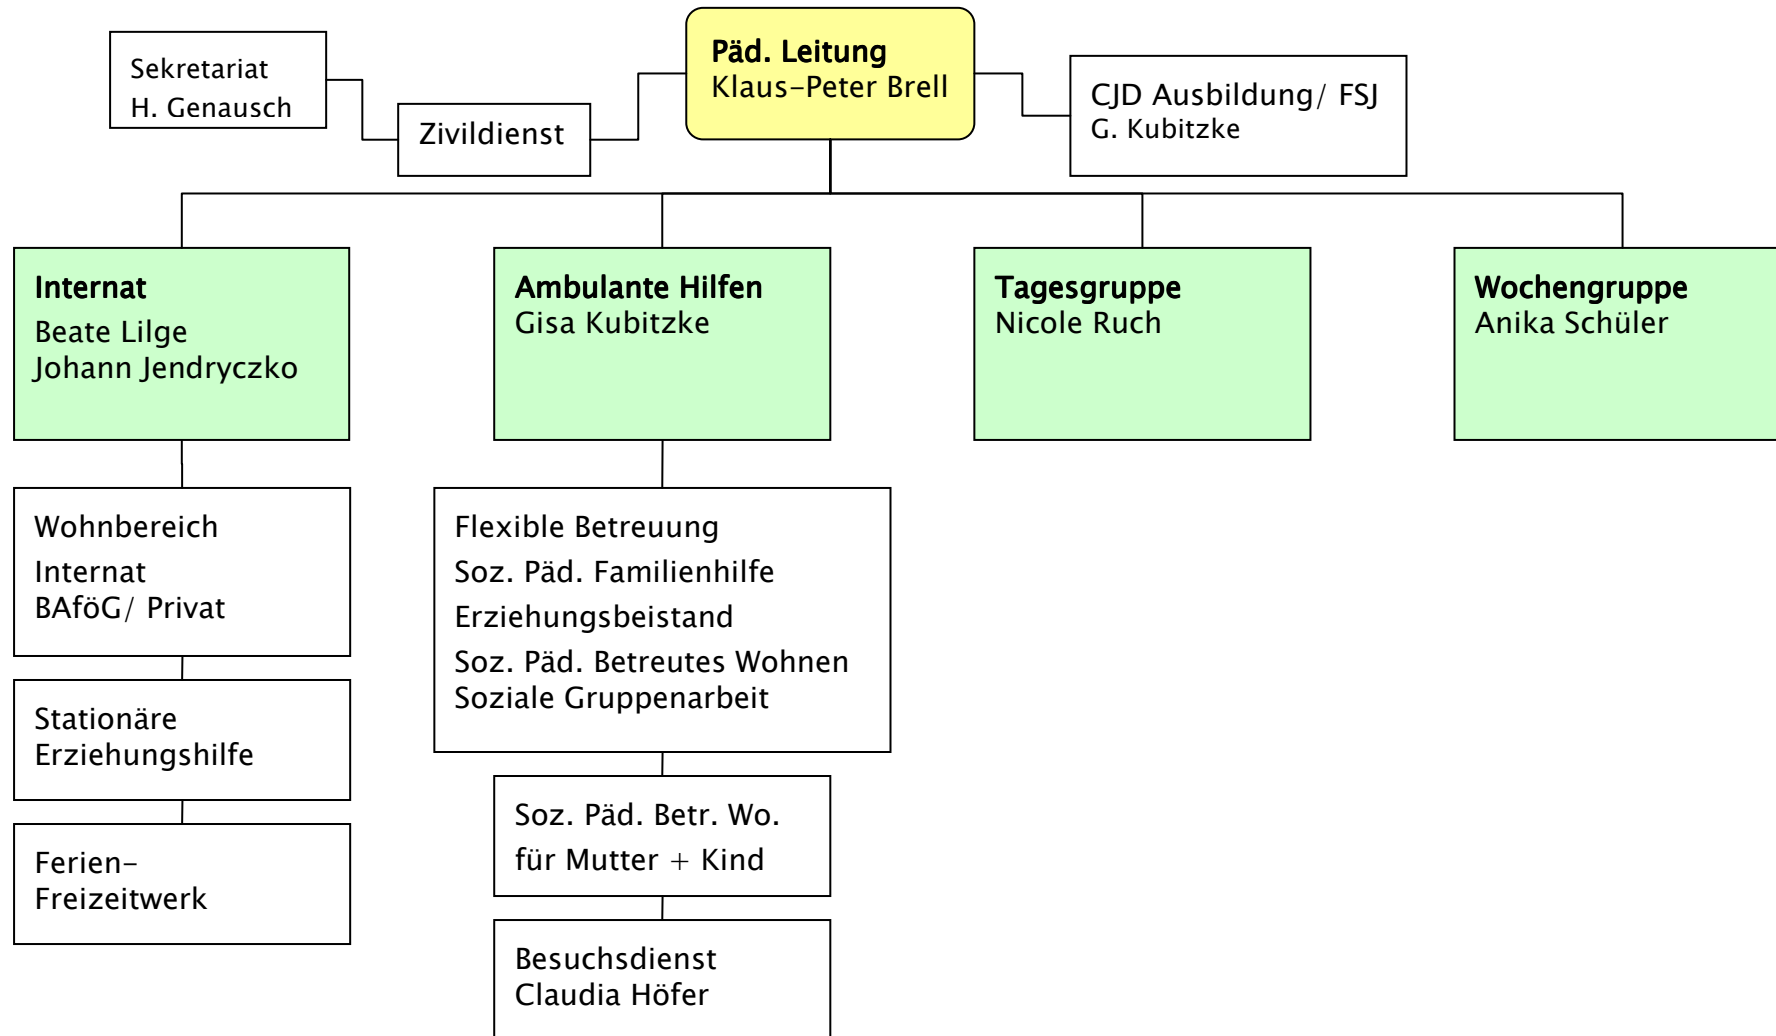 Sekretariat
H. Genausch
Zivildienst
Päd. Leitung
Klaus-Peter Brell
CJD Ausbildung/ FSJ
G. Kubitzke
Internat
Beate Lilge
Johann Jendryczko
Ambulante Hilfen
Gisa Kubitzke
Tagesgruppe
Nicole Ruch
Wochengruppe
Anika Schüler
Wohnbereich
Internat
BAföG/ Privat
Stationäre
Erziehungshilfe
Ferien-
Freizeitwerk
Flexible Betreuung
Soz. Päd. Familienhilfe
Erziehungsbeistand
Soz. Päd. Betreutes Wohnen
Soziale Gruppenarbeit
Soz. Päd. Betr. Wo.
für Mutter + Kind
Besuchsdienst
Claudia Höfer